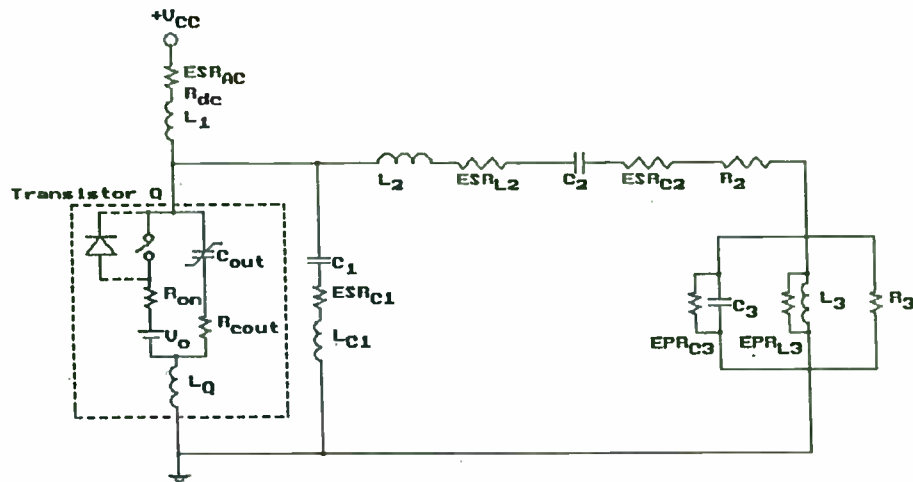 +VCC
ESRAC
Rdc
L1
L2
ESRL2
C2
ESRC2
R2
Transistor Q
Cout
Ron
Rcout
Vo
LQ
C1
ESRC1
LC1
C3
L3
R3
EPRC3
EPRL3